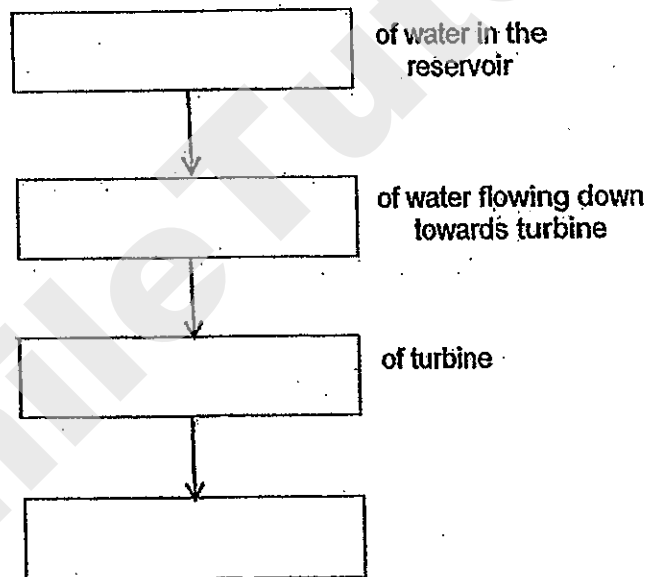 of water in the
reservoir
of water flowing down
towards turbine
of turbine